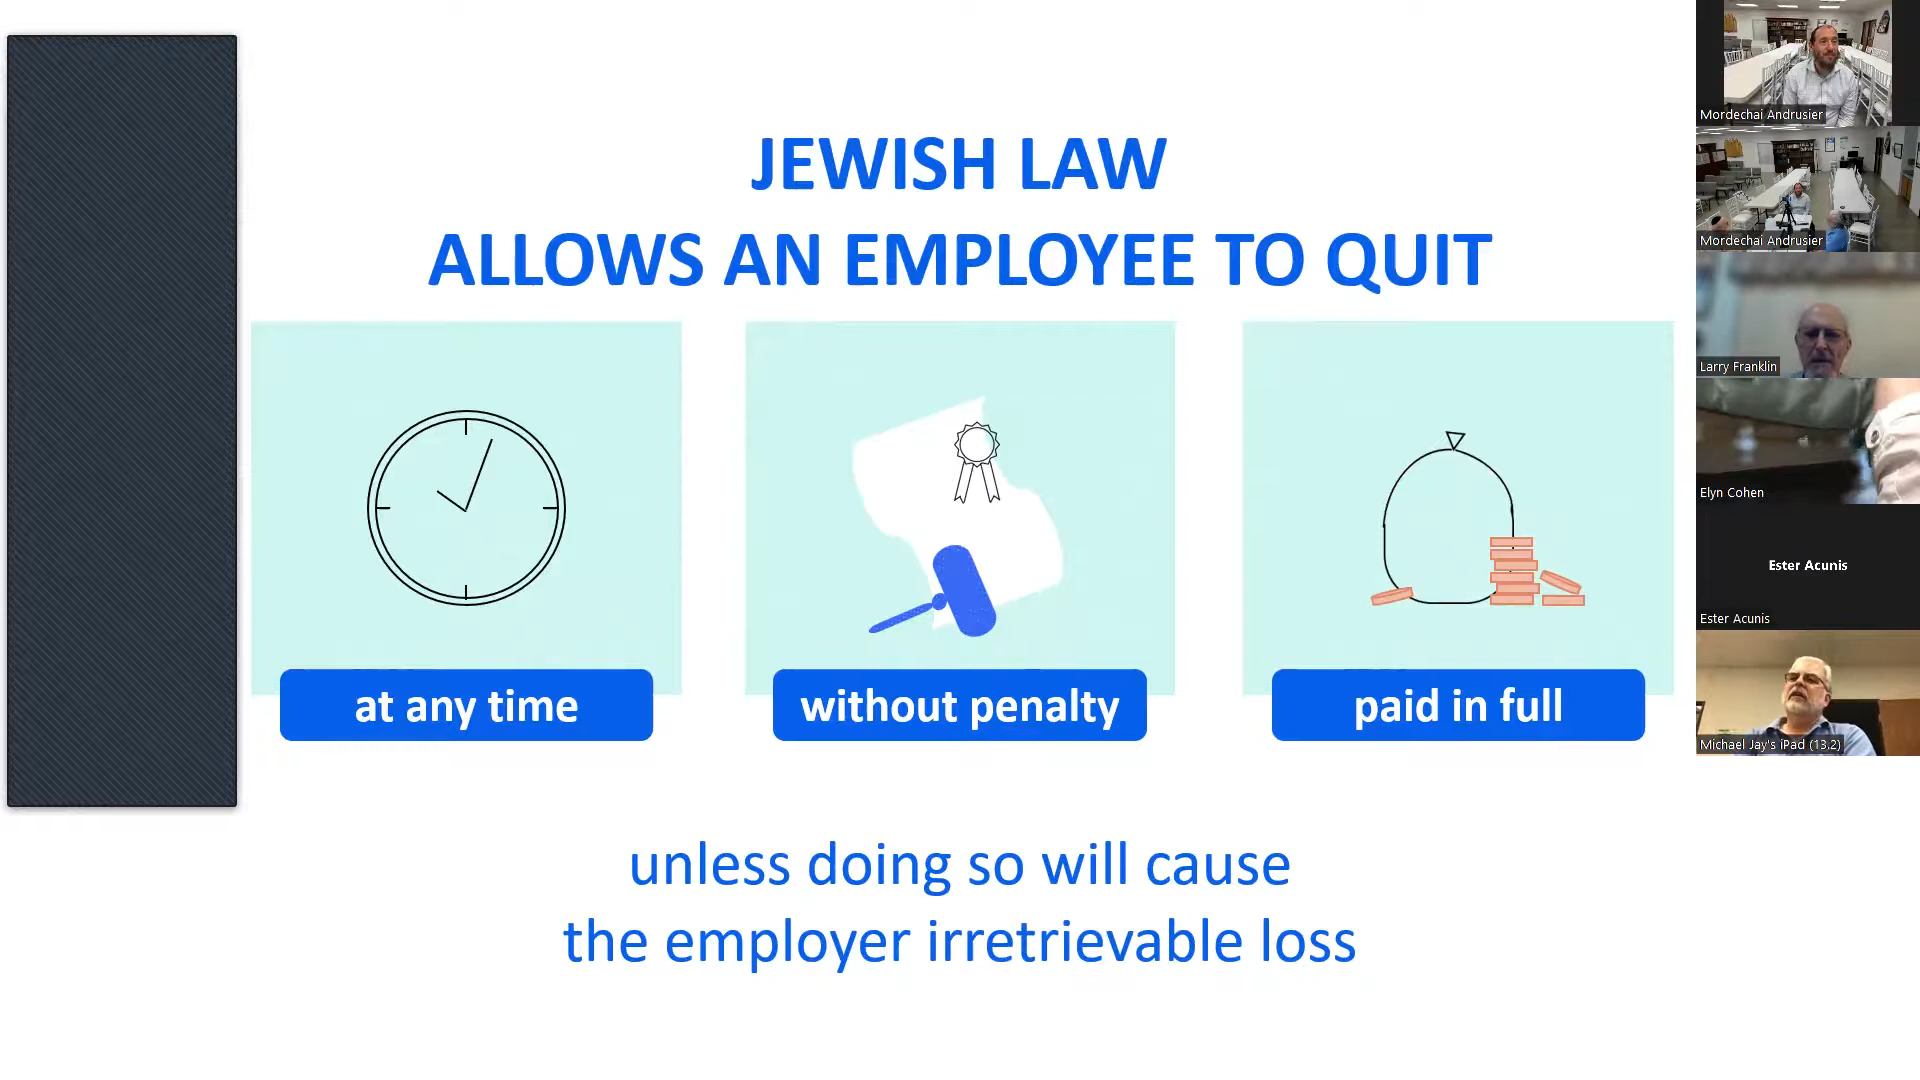 JEWISH LAW
ALLOWS AN EMPLOYEE TO QUIT
at any time
without penalty
paid in full
unless doing so will cause
the employer irretrievable loss
Mordechai Andrusier
Mordechai Andrusier
Larry Franklin
Elyn Cohen
Ester Acunis
Ester Acunis
Michael Jay's iPad (13.2)